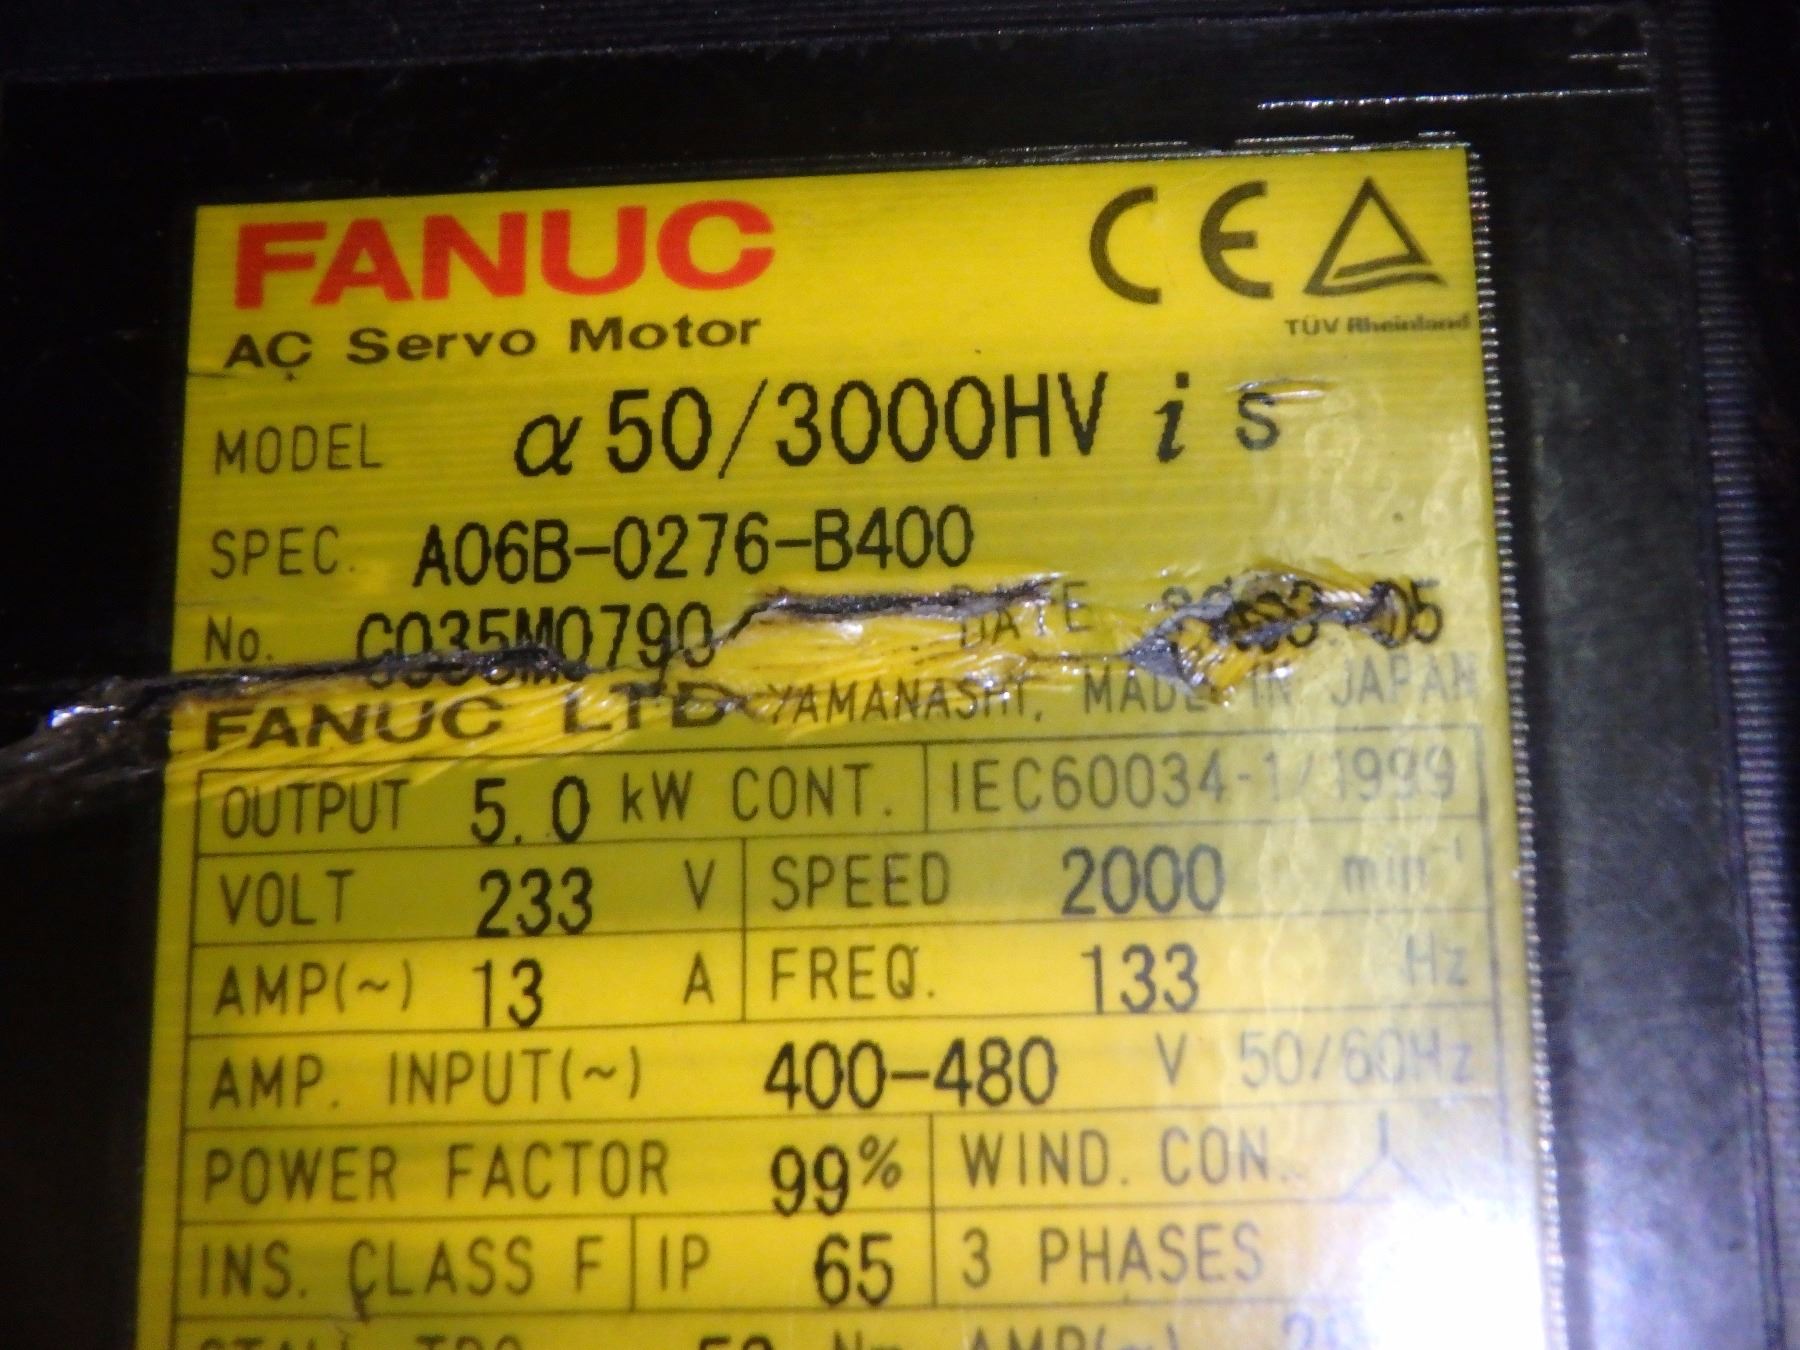 FANUC CE
TÜV Rheinland
AC Servo Motor
MODEL α50/3000HV i s
SPEC. A06B-0276-B400
No. C035M0790 DATE 05
FANUC LTD YAMANASHI, MADE IN JAPAN
OUTPUT 5.0 kW CONT. IEC60034-1/1999
VOLT 233 V SPEED 2000 min⁻¹
AMP(~) 13 A FREQ. 133 Hz
AMP. INPUT(~) 400-480 V 50/60Hz
POWER FACTOR 99% WIND. CON.
INS. CLASS F IP 65 3 PHASES
AMP(~)